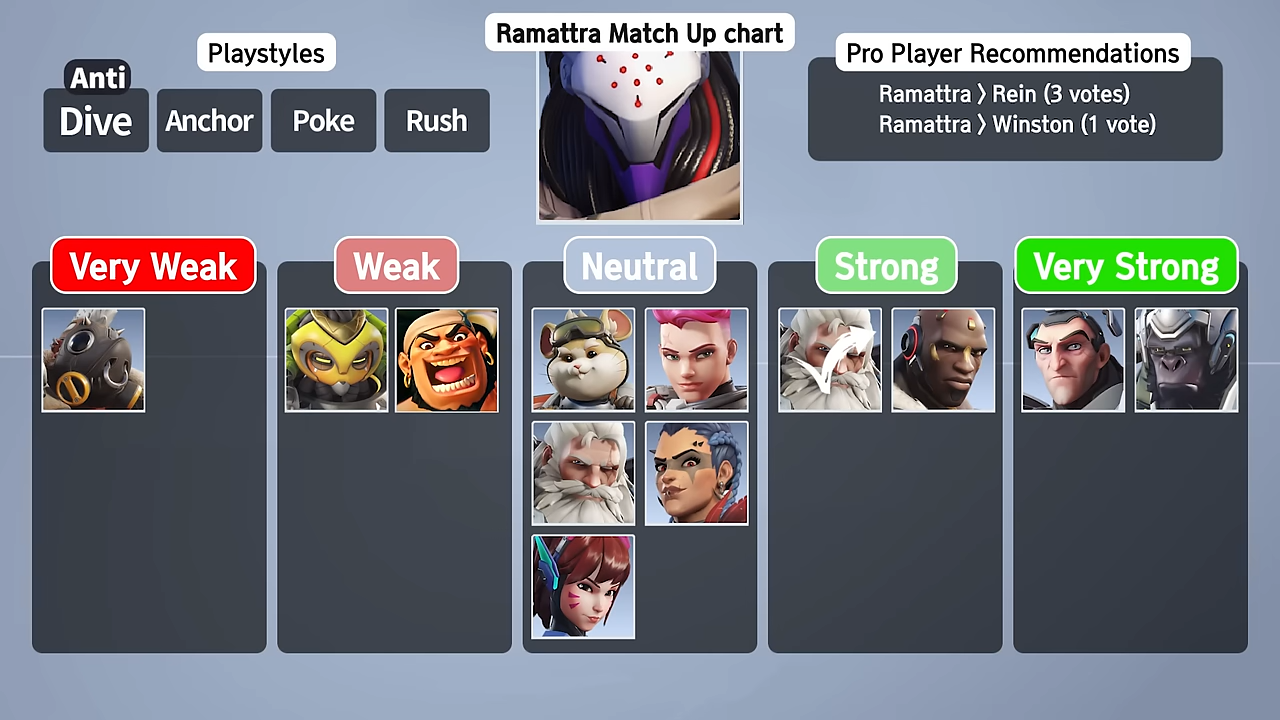 Ramattra Match Up chart
Playstyles
Anti
Dive
Anchor
Poke
Rush
Pro Player Recommendations
Ramattra > Rein (3 votes)
Ramattra > Winston (1 vote)
Very Weak
Weak
Neutral
Strong
Very Strong